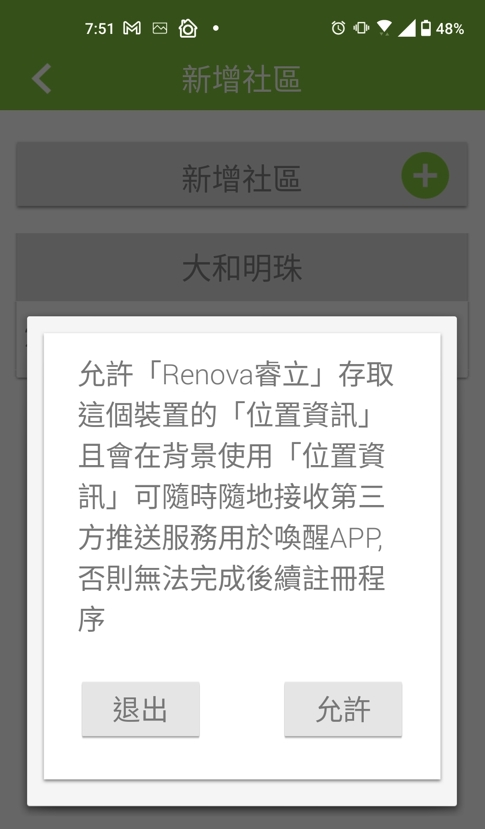 7:51
48%
新增社區
新增社區
大和明珠
允許「Renova睿立」存取
這個裝置的「位置資訊」
且會在背景使用「位置資
訊」可隨時隨地接收第三
方推送服務用於喚醒APP,
否則無法完成後續註冊程
序
退出
允許